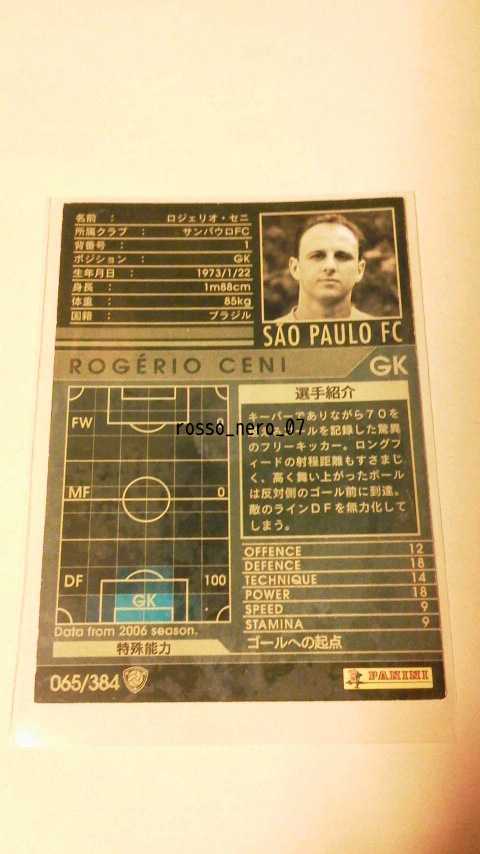 名前 : ロジェリオ・セニ
所属クラブ : サンパウロFC
背番号 : 1
ポジション : GK
生年月日 : 1973/1/22
身長 : 1m88cm
体重 : 85kg
国籍 : ブラジル
SÃO PAULO FC
ROGÉRIO CENI GK
FW 0
MF 0
DF 100
GK
Data from 2006 season.
特殊能力
選手紹介
キーパーでありながら70を
ルを記録した驚異
のフリーキッカー。ロングフ
ィードの射程距離もすさまじ
く、高く舞い上がったボール
は反対側のゴール前に到達。
敵のラインDFを無力化して
しまう。
rosso_nero_07
OFFENCE 12
DEFENCE 18
TECHNIQUE 14
POWER 18
SPEED 9
STAMINA 9
ゴールへの起点
065/384
PANINI